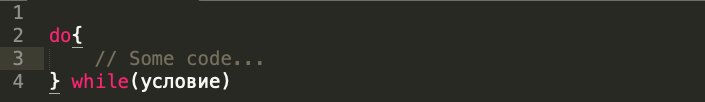 1
2 do{
3 // Some code...
4 } while(условие)